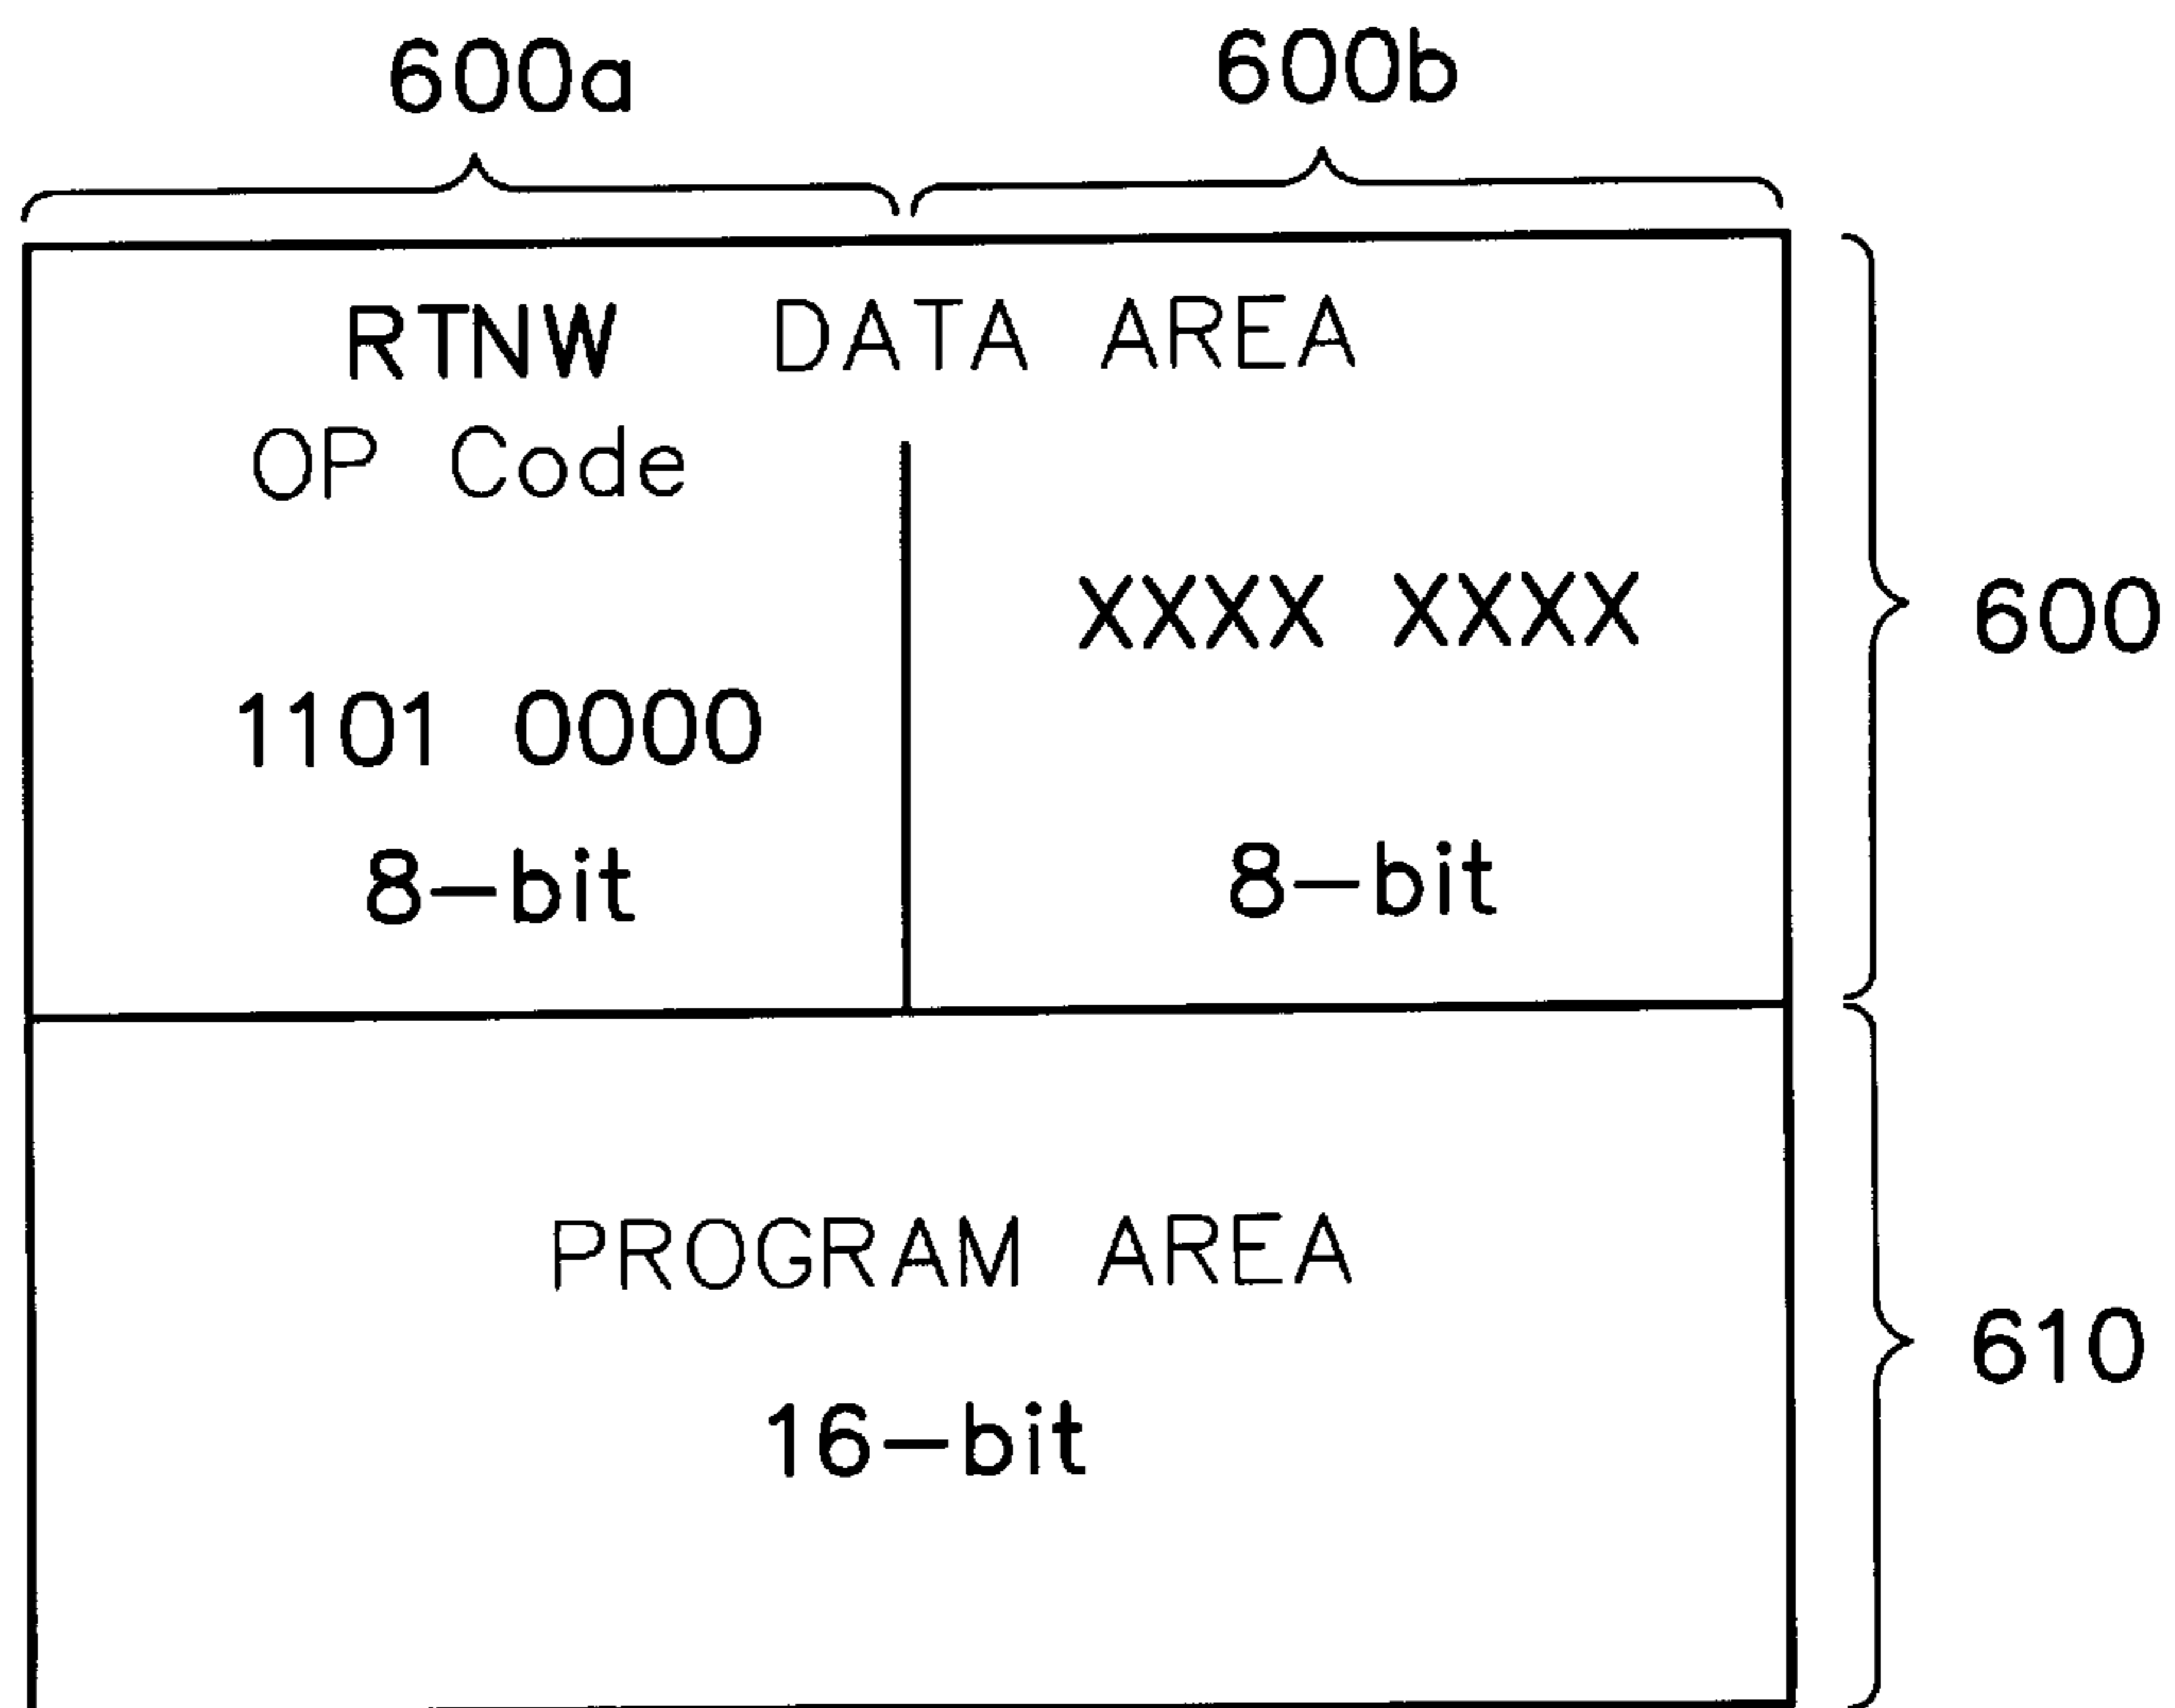 600a 600b
RTNW DATA AREA
OP Code
XXXX XXXX
600
1101 0000
8-bit 8-bit
PROGRAM AREA
610
16-bit